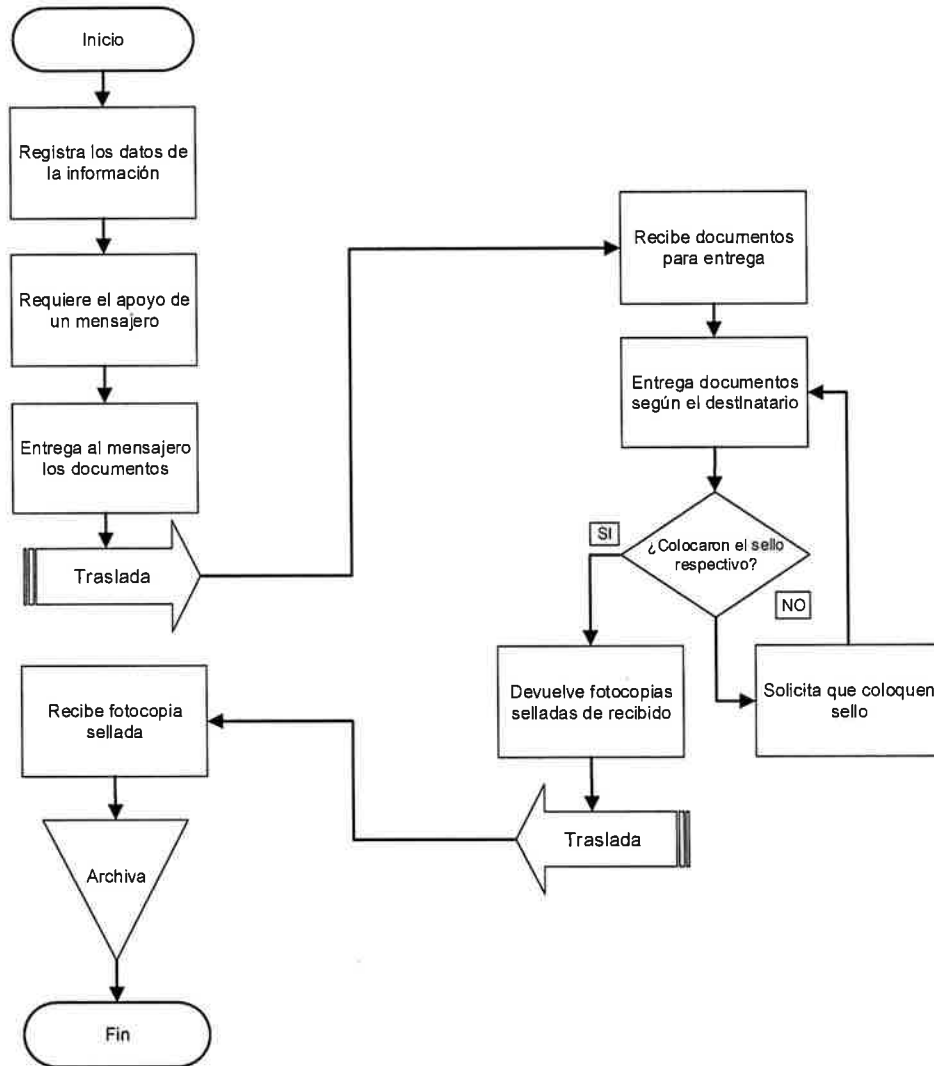 Inicio
Registra los datos de
la información
Requiere el apoyo de
un mensajero
Entrega al mensajero
los documentos
Traslada
Recibe documentos
para entrega
Entrega documentos
según el destinatario
¿Colocaron el sello
respectivo?
SI
NO
Devuelve fotocopias
selladas de recibido
Solicita que coloquen
sello
Traslada
Recibe fotocopia
sellada
Archiva
Fin